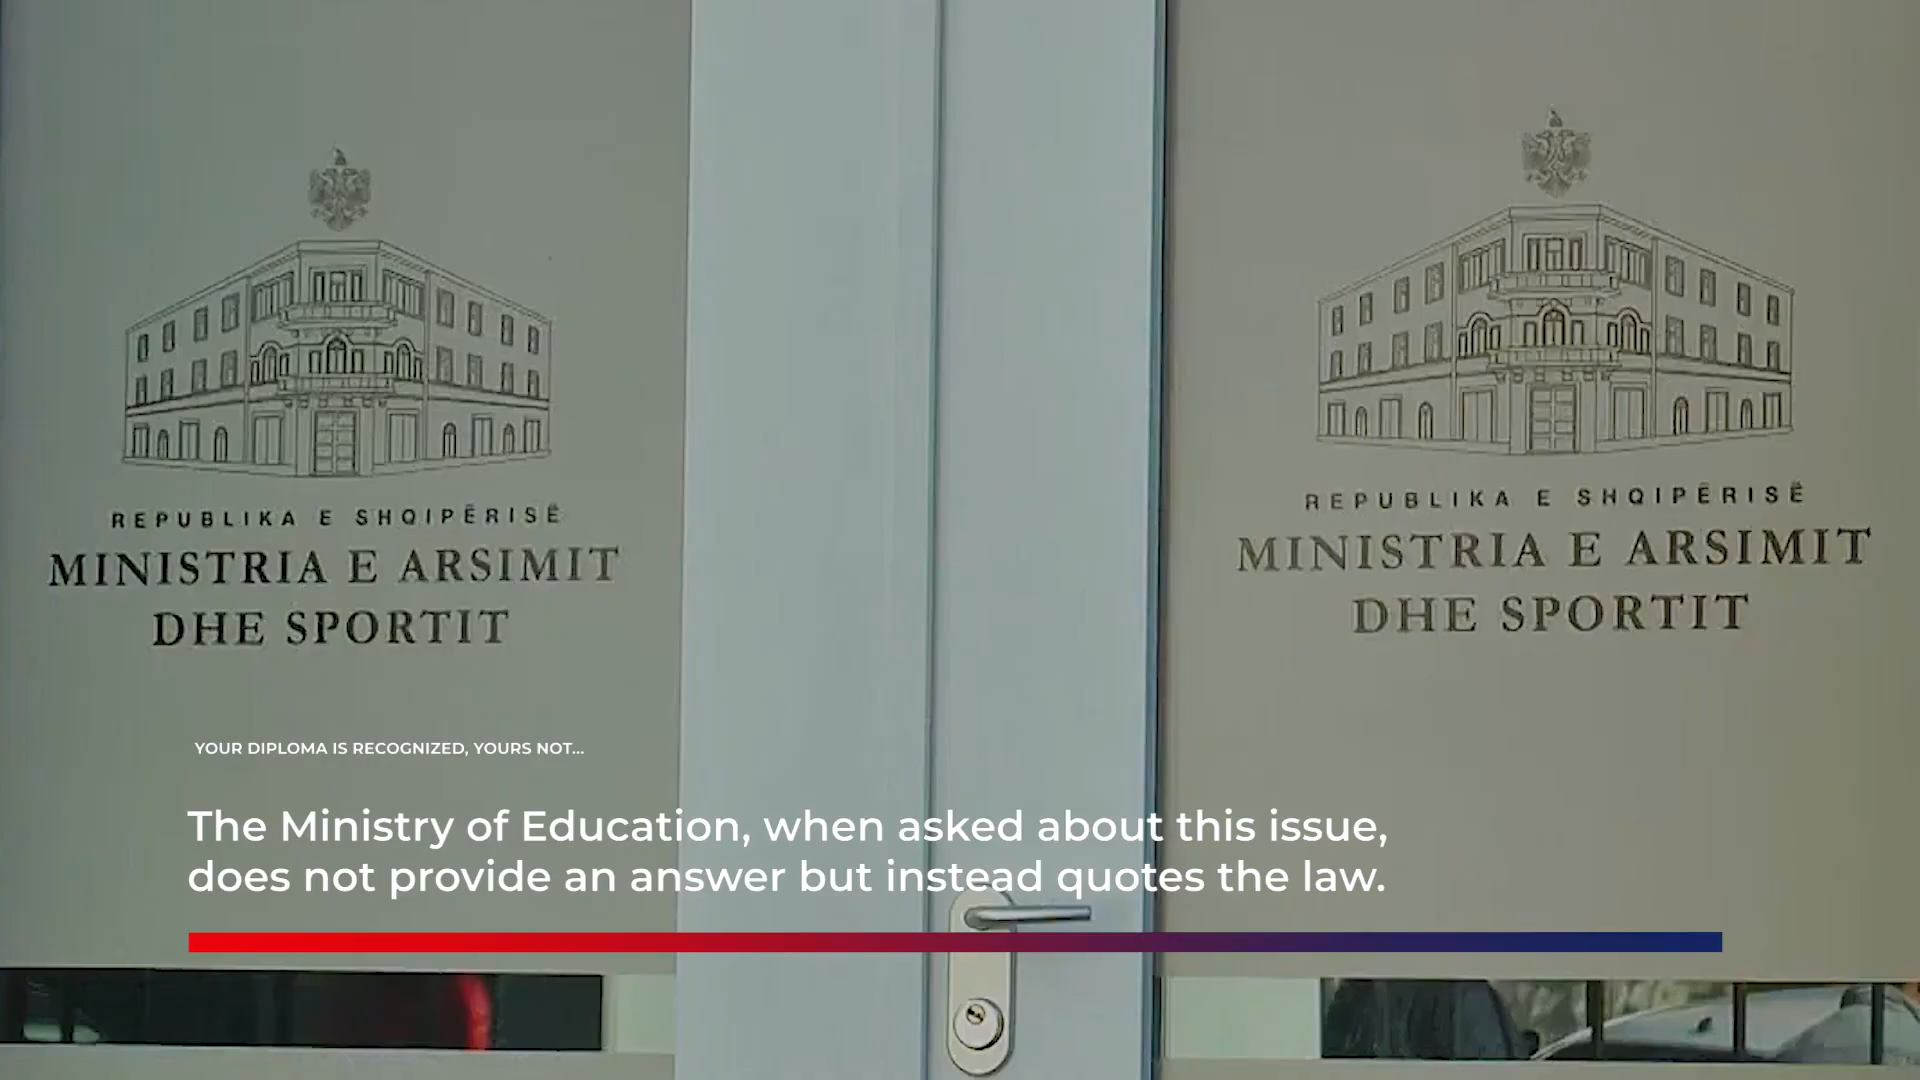 REPUBLIKA E SHQIPËRISË
MINISTRIA E ARSIMIT
DHE SPORTIT
REPUBLIKA E SHQIPËRISË
MINISTRIA E ARSIMIT
DHE SPORTIT
YOUR DIPLOMA IS RECOGNIZED, YOURS NOT...
The Ministry of Education, when asked about this issue,
does not provide an answer but instead quotes the law.